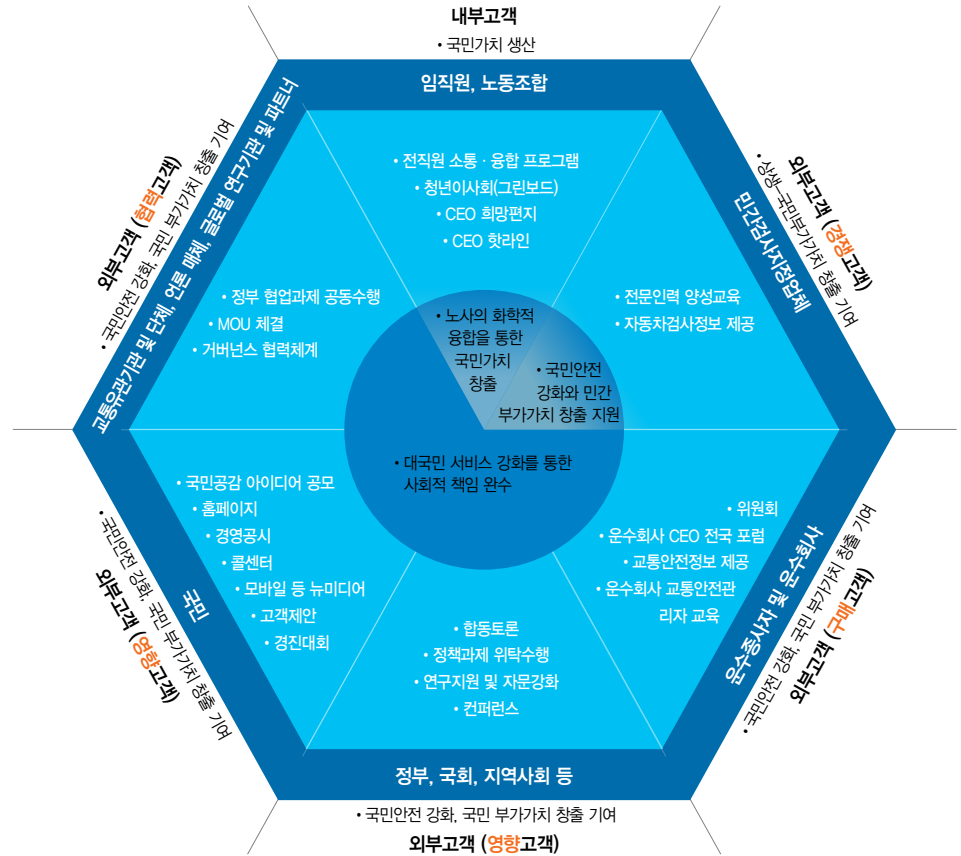 내부고객
• 국민가치 생산
임직원, 노동조합
• 전직원 소통 · 융합 프로그램
• 청년이사회(그린보드)
• CEO 희망편지
• CEO 핫라인
외부고객 (경쟁고객)
• 상생-국민부가가치 창출 기여
민간검사지정업체
• 전문인력 양성교육
• 자동차검사정보 제공
외부고객 (협력고객)
• 국민안전 강화, 국민 부가가치 창출 기여
교통유관기관 및 단체, 언론 매체, 글로벌 연구기관 및 파트너
• 정부 협업과제 공동수행
• MOU 체결
• 거버넌스 협력체계
• 노사의 화학적
융합을 통한
국민가치
창출
• 국민안전
강화와 민간
부가가치 창출 지원
• 대국민 서비스 강화를 통한
사회적 책임 완수
• 국민공감 아이디어 공모
• 홈페이지
• 경영공시
• 콜센터
• 모바일 등 뉴미디어
• 고객제안
• 경진대회
국민
• 국민안전 강화, 국민 부가가치 창출 기여
외부고객 (영향고객)
• 위원회
• 운수회사 CEO 전국 포럼
• 교통안전정보 제공
• 운수회사 교통안전관
리자 교육
운수종사자 및 운수회사
• 국민안전 강화, 국민 부가가치 창출 기여
외부고객 (구매고객)
• 합동토론
• 정책과제 위탁수행
• 연구지원 및 자문강화
• 컨퍼런스
정부, 국회, 지역사회 등
• 국민안전 강화, 국민 부가가치 창출 기여
외부고객 (영향고객)